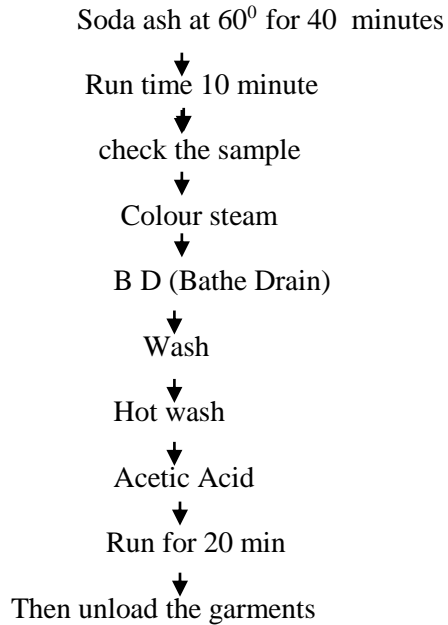 Soda ash at 60⁰ for 40 minutes
Run time 10 minute
check the sample
Colour steam
B D (Bathe Drain)
Wash
Hot wash
Acetic Acid
Run for 20 min
Then unload the garments